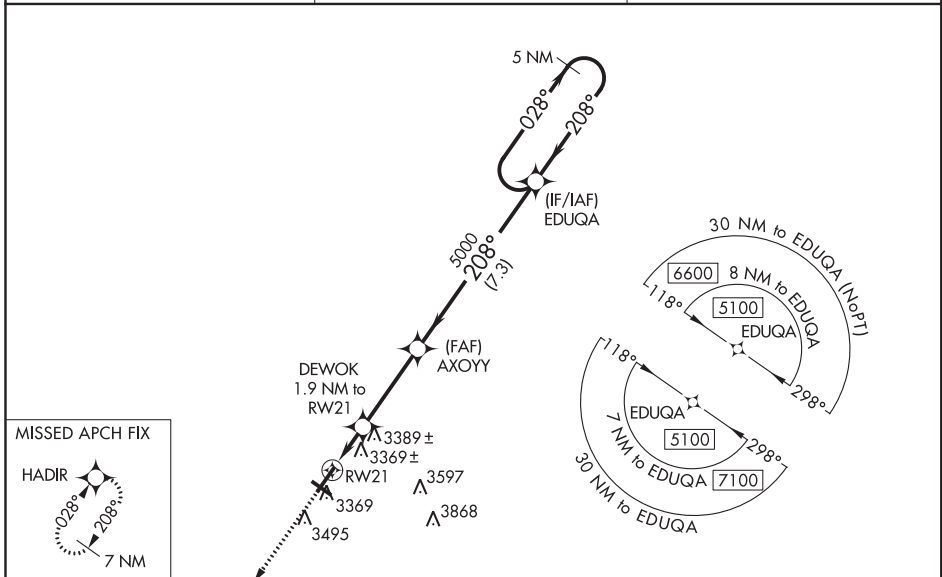 5 NM
028°
208°
(IF/IAF)
EDUQA
5000
208°
(7.3)
(FAF)
AXOYY
DEWOK
1.9 NM to
RW21
3389 ±
3369 ±
RW21
3369
3495
3597
3868
30 NM to EDUQA (NoPT)
6600
8 NM to EDUQA
5100
118°
EDUQA
298°
118°
EDUQA
5100
298°
7 NM to EDUQA
7100
30 NM to EDUQA
MISSED APCH FIX
HADIR
028°
208°
7 NM